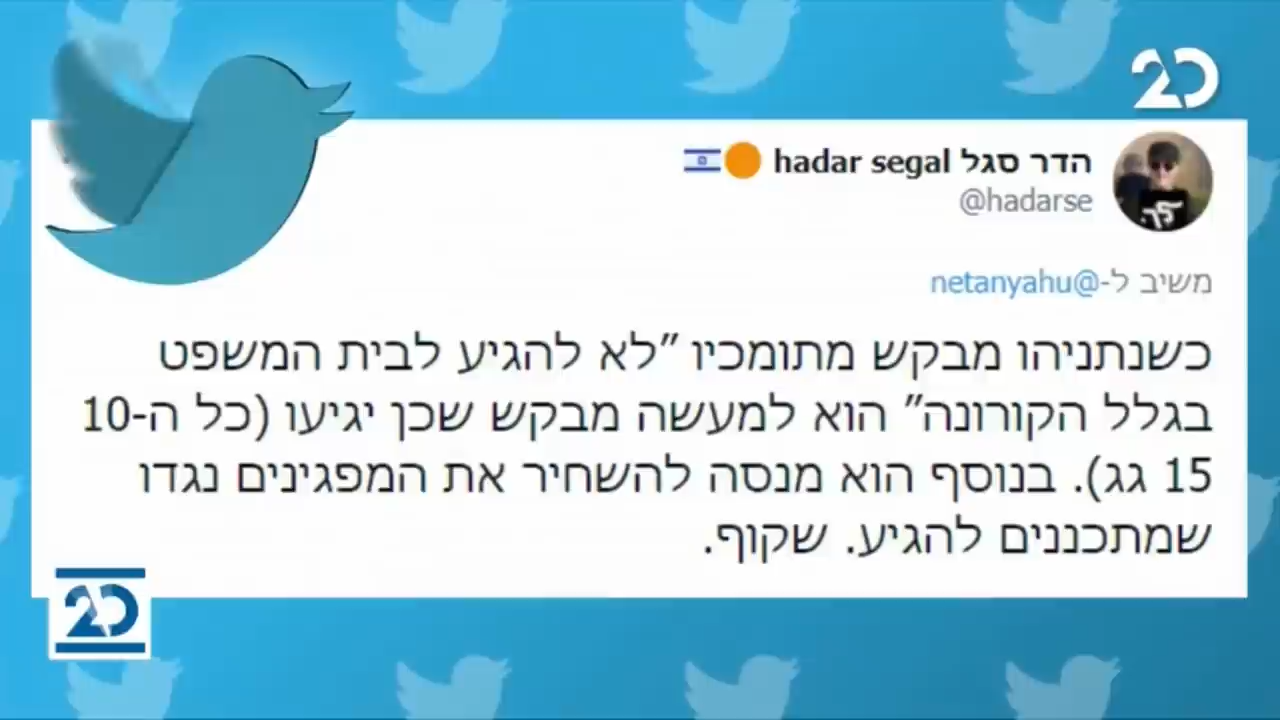 20
הדר סגל hadar segal
@hadarse
משיב ל-@netanyahu
כשנתניהו מבקש מתומכיו ”לא להגיע לבית המשפט
בגלל הקורונה” הוא למעשה מבקש שכן יגיעו (כל ה-10
15 גג). בנוסף הוא מנסה להשחיר את המפגינים נגדו
שמתכננים להגיע. שקוף.
20